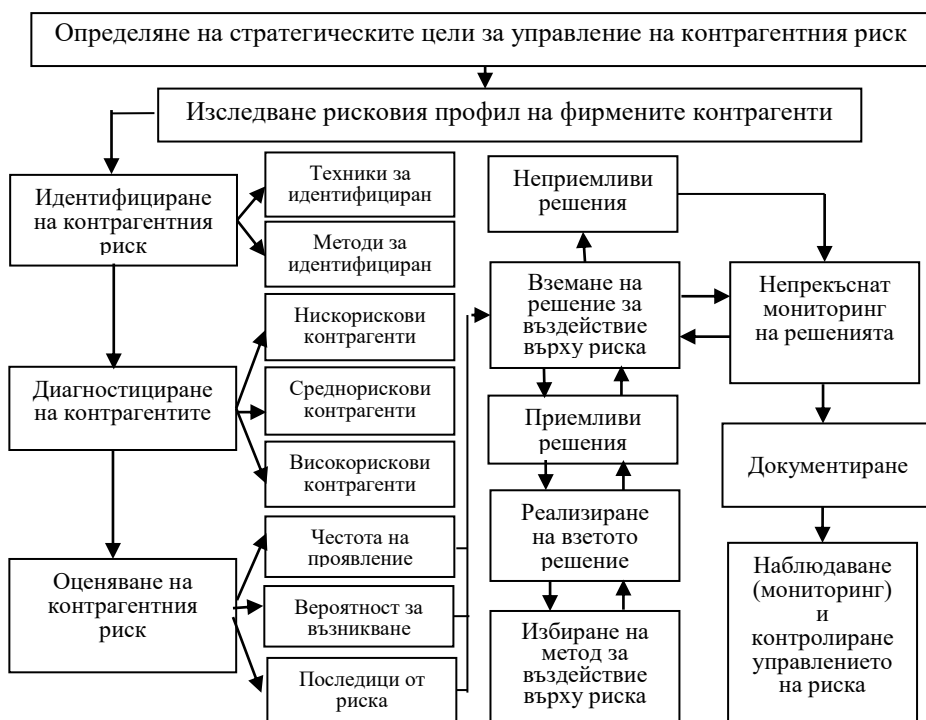 Определяне на стратегическите цели за управление на контрагентния риск
Изследване рисковия профил на фирмените контрагенти
Идентифициране
на контрагентния
риск
Техники за
идентифициран
Методи за
идентифициран
Диагностициране
на контрагентите
Нискорискови
контрагенти
Среднорискови
контрагенти
Високорискови
контрагенти
Оценяване на
контрагентния
риск
Честота на
проявление
Вероятност за
възникване
Последици от
риска
Неприемливи
решения
Вземане на
решение за
въздействие
върху риска
Приемливи
решения
Реализиране
на взетото
решение
Избиране на
метод за
въздействие
върху риска
Непрекъснат
мониторинг
на решенията
Документиране
Наблюдаване
(мониторинг)
и
контролиране
управлението
на риска